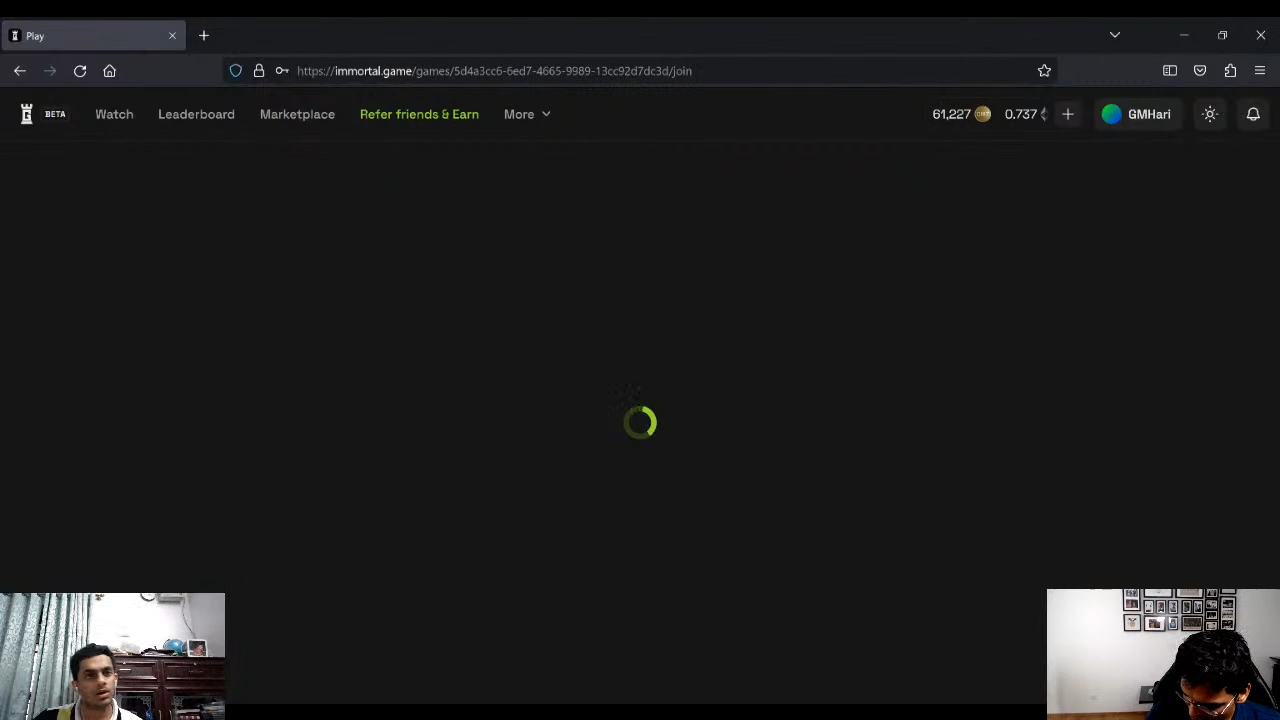 Play
https://immortal.game/games/5d4a3cc6-6ed7-4665-9989-13cc92d7dc3d/join
G BETA Watch Leaderboard Marketplace Refer friends & Earn More 61,227 0.737 GMHari